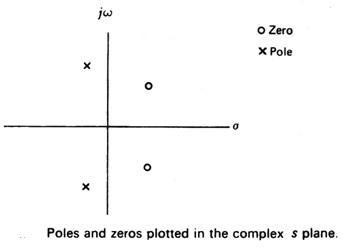 jω
o Zero
× Pole
σ
Poles and zeros plotted in the complex s plane.